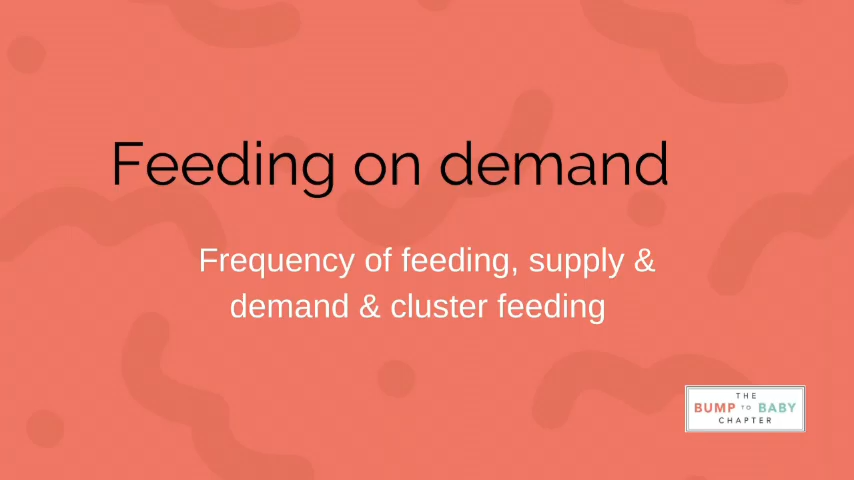 Feeding on demand
Frequency of feeding, supply &
demand & cluster feeding
THE
BUMP to BABY
CHAPTER